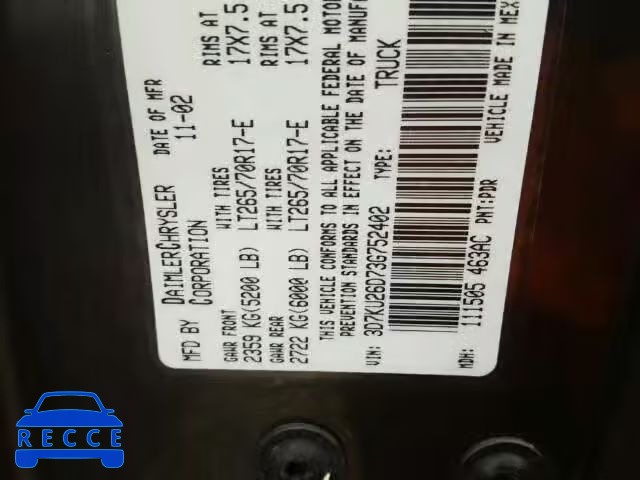 MFD BY DAIMLERCHRYSLER CORPORATION
DATE OF MFR
11-02
GAWR FRONT WITH TIRES RIMS AT
2359 KG(5200 LB) LT265/70R17-E 17X7.5
GAWR REAR WITH TIRES RIMS AT
2722 KG(6000 LB) LT265/70R17-E 17X7.5
THIS VEHICLE CONFORMS TO ALL APPLICABLE FEDERAL MOTOR
PREVENTION STANDARDS IN EFFECT ON THE DATE OF MANUF
VIN: 3D7KU26D73G752402 TYPE: TRUCK
MDH: 111505 463AC PNT:PDR VEHICLE MADE IN MEX
RECCE